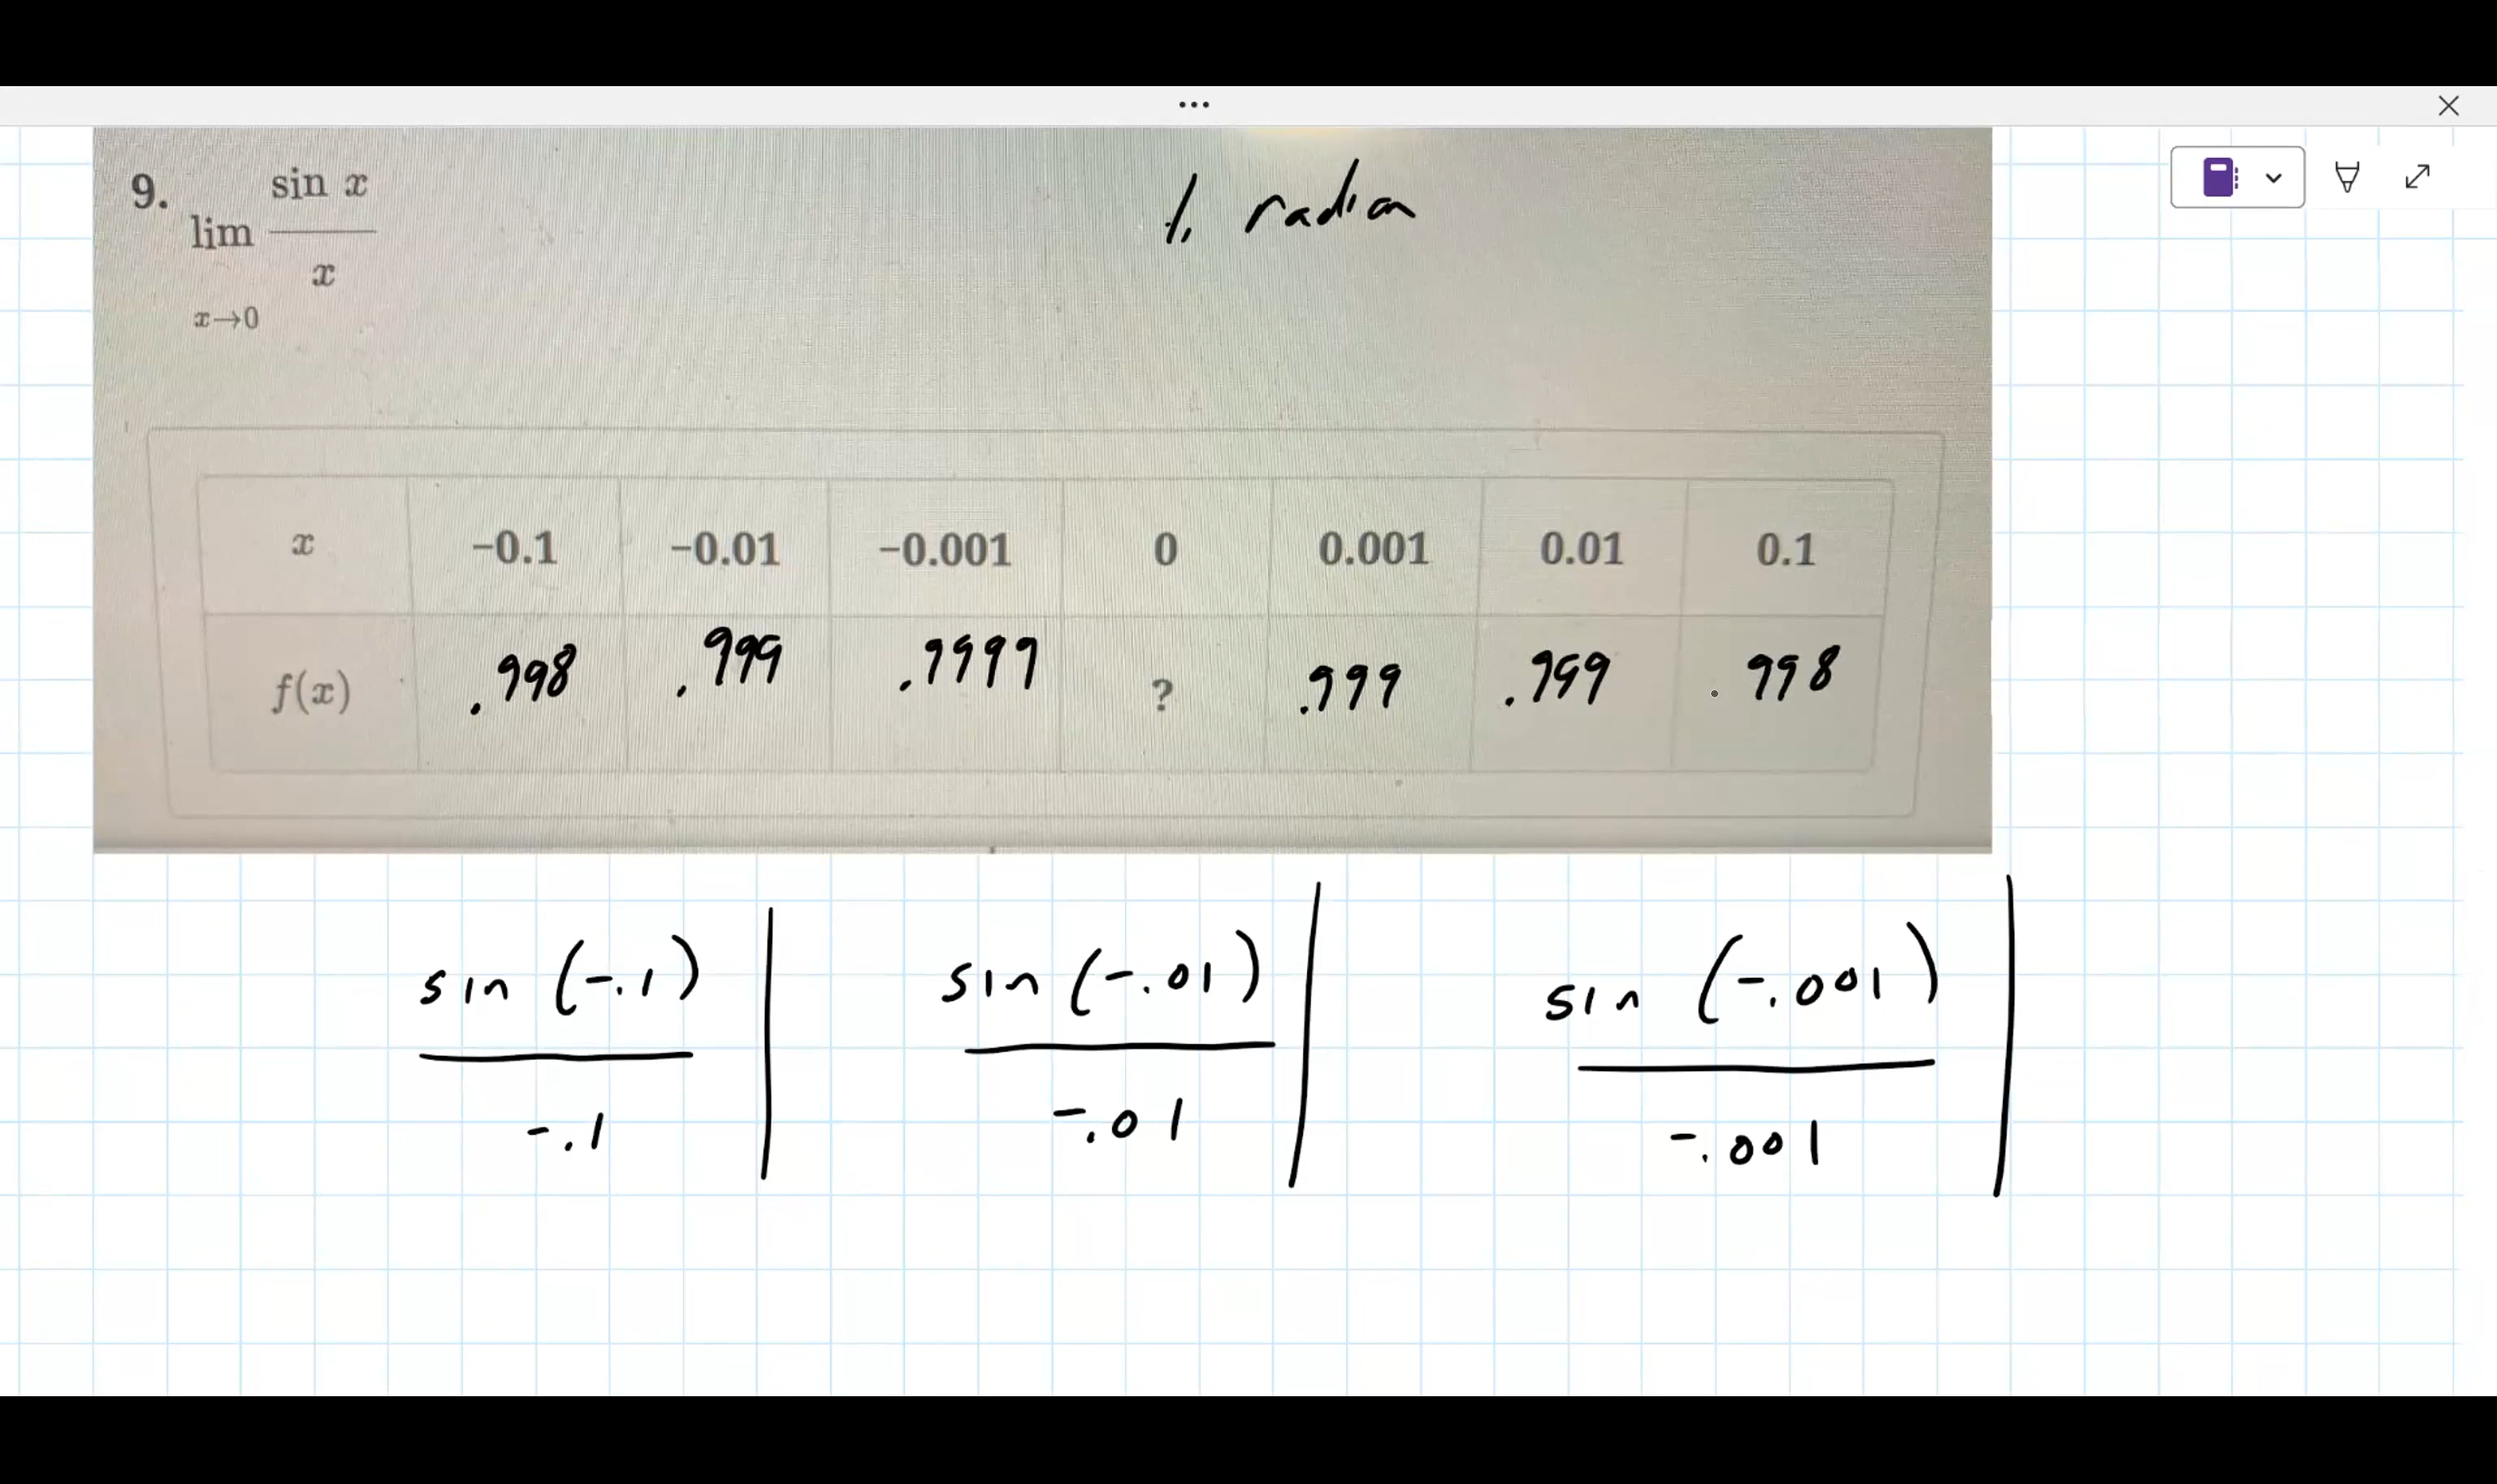 ...
9. lim sin x / x
x→0
1. radian
x −0.1 −0.01 −0.001 0 0.001 0.01 0.1
f(x) .998 .999 .9999 ? .999 .999 .998
sin (-.1) / -.1 | sin (-.01) / -.01 | sin (-.001) / -.001 |